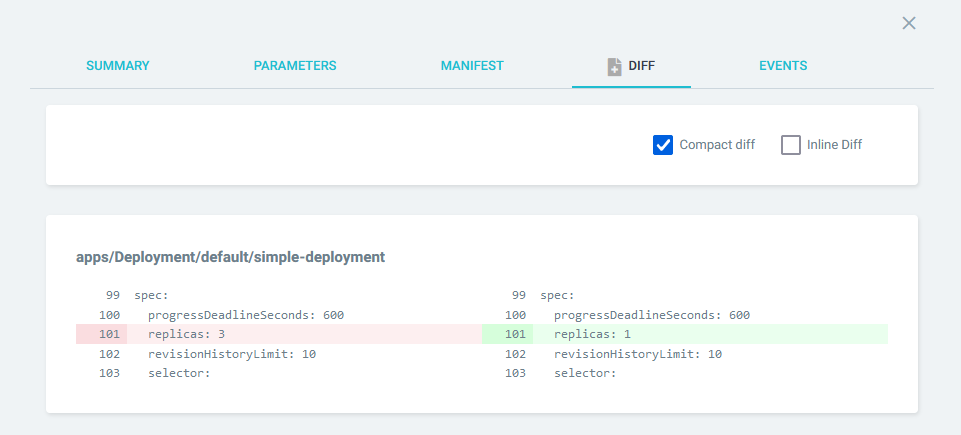 SUMMARY PARAMETERS MANIFEST DIFF EVENTS
Compact diff Inline Diff
apps/Deployment/default/simple-deployment
99 spec: 99 spec:
100 progressDeadlineSeconds: 600 100 progressDeadlineSeconds: 600
101 replicas: 3 101 replicas: 1
102 revisionHistoryLimit: 10 102 revisionHistoryLimit: 10
103 selector: 103 selector: